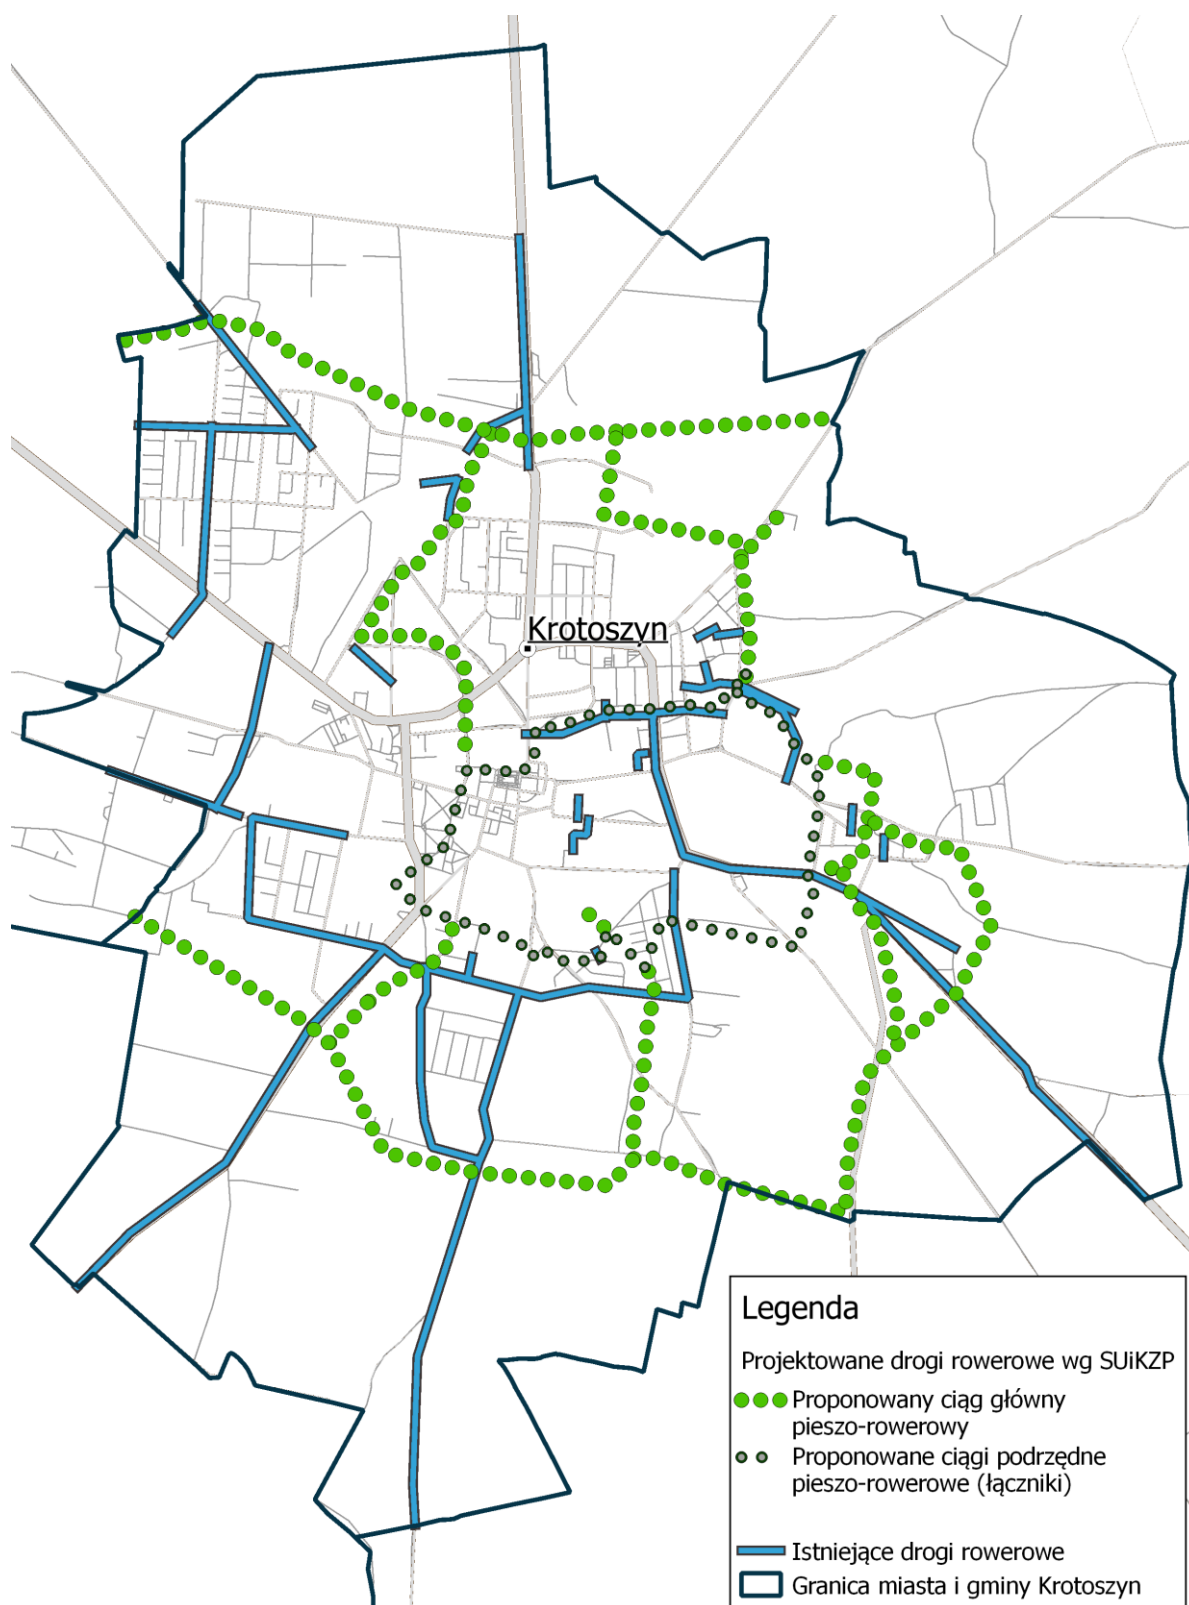 Krotoszyn
Legenda
Projektowane drogi rowerowe wg SUiKZP
Proponowany ciąg główny
pieszo-rowerowy
Proponowane ciągi podrzędne
pieszo-rowerowe (łączniki)
Istniejące drogi rowerowe
Granica miasta i gminy Krotoszyn